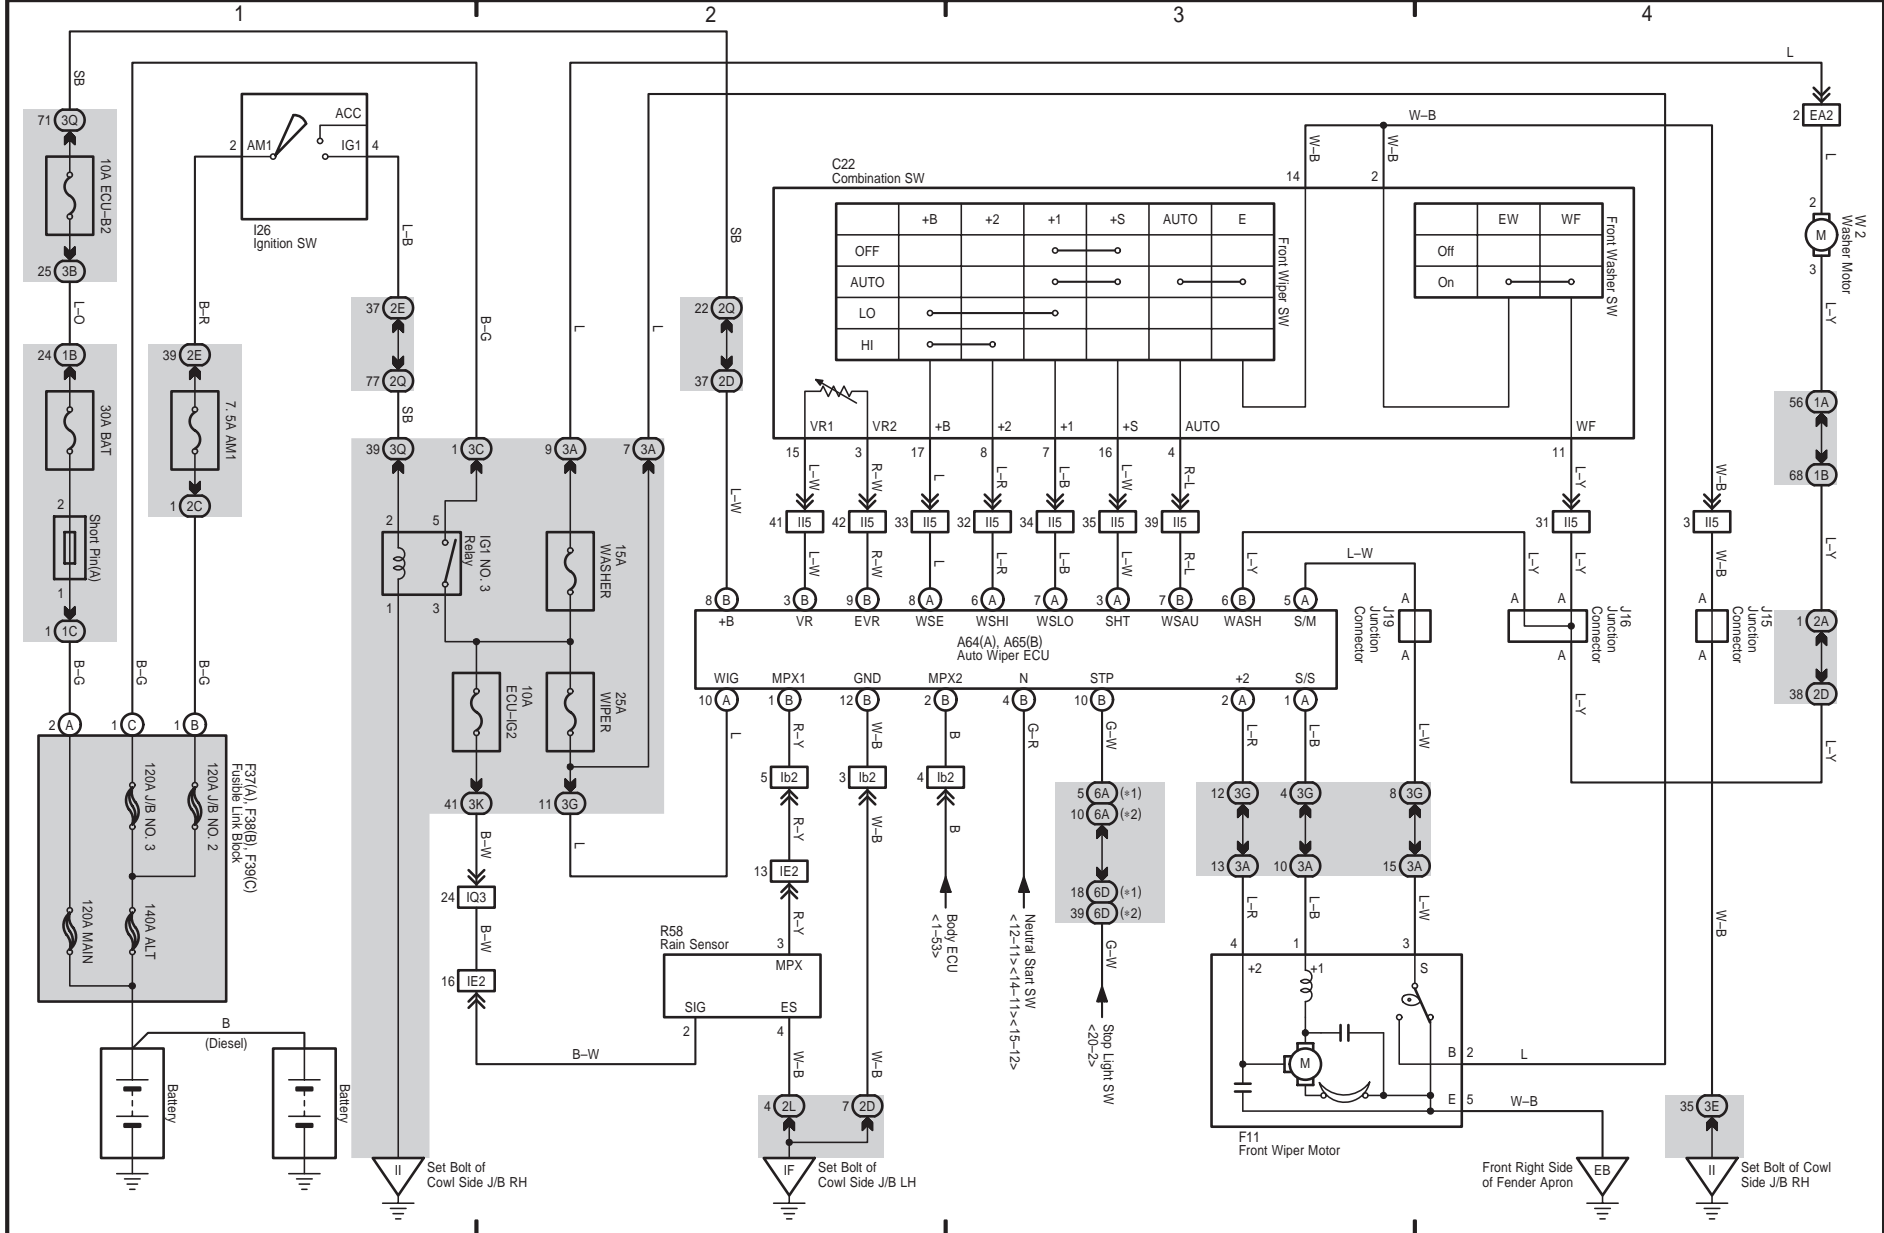 1
2
3
4
SB
71
3Q
10A ECU–B2
25
3B
L–O
24
1B
30A BAT
2
Short Pin(A)
1
1
1C
B–G
2
A
ACC
2
AM1
IG1
4
I26
Ignition SW
B–R
39
2E
7. 5A AM1
1
2C
B–G
B–G
1
C
1
B
120A J/B NO. 3
120A J/B NO. 2
F37(A), F38(B), F39(C)
Fusible Link Block
120A MAIN
140A ALT
B
(Diesel)
Battery
Battery
L–B
37
2E
77
2Q
SB
39
3Q
B–G
1
3C
L
9
3A
L
7
3A
2
5
IG1 NO. 3
Relay
1
3
15A
WASHER
10A
ECU–IG2
25A
WIPER
41
3K
11
3G
B–W
24
IQ3
B–W
16
IE2
L
B–W
II
Set Bolt of
Cowl Side J/B RH
SB
22
2Q
37
2D
L–W
C22
Combination SW
+B
+2
+1
+S
AUTO
E
OFF
AUTO
LO
HI
Front Wiper SW
EW
WF
Off
On
Front Washer SW
14
2
W–B
W–B
W–B
VR1
VR2
+B
+2
+1
+S
AUTO
WF
15
3
17
8
7
16
4
11
L–W
R–W
L
L–R
L–B
L–W
R–L
L–Y
W–B
41
II5
42
II5
33
II5
32
II5
34
II5
35
II5
39
II5
31
II5
3
II5
L–W
R–W
L
L–R
L–B
L–W
R–L
L–Y
L–W
L–Y
L–Y
W–B
8
B
3
B
9
B
8
A
6
A
7
A
3
A
7
B
6
B
5
A
+B
VR
EVR
WSE
WSHI
WSLO
SHT
WSAU
WASH
S/M
A64(A), A65(B)
Auto Wiper ECU
WIG
MPX1
GND
MPX2
N
STP
+2
S/S
10
A
1
B
12
B
2
B
4
B
10
B
2
A
1
A
A
A
J19
Junction
Connector
A
A
A
J16
Junction
Connector
A
A
J15
Junction
Connector
L
R–Y
W–B
B
G–R
G–W
L–R
L–B
L–W
L–Y
5
Ib2
3
Ib2
4
Ib2
R–Y
W–B
B
13
IE2
R–Y
R58
Rain Sensor
3
MPX
SIG
ES
2
4
W–B
W–B
4
2L
7
2D
IF
Set Bolt of
Cowl Side J/B LH
Body ECU
<1–53>
Neutral Start SW
<12–11><14–11><15–12>
5
6A
(*1)
10
6A
(*2)
18
6D
(*1)
39
6D
(*2)
G–W
Stop Light SW
<20–2>
12
3G
4
3G
8
3G
13
3A
10
3A
15
3A
L–R
L–B
L–W
4
1
3
+2
+1
S
M
B
2
L
E
5
W–B
F11
Front Wiper Motor
EB
Front Right Side
of Fender Apron
W–B
35
3E
II
Set Bolt of Cowl
Side J/B RH
L
2
EA2
L
2
M
W 2
Washer Motor
3
L–Y
56
1A
68
1B
L–Y
1
2A
38
2D
L–Y